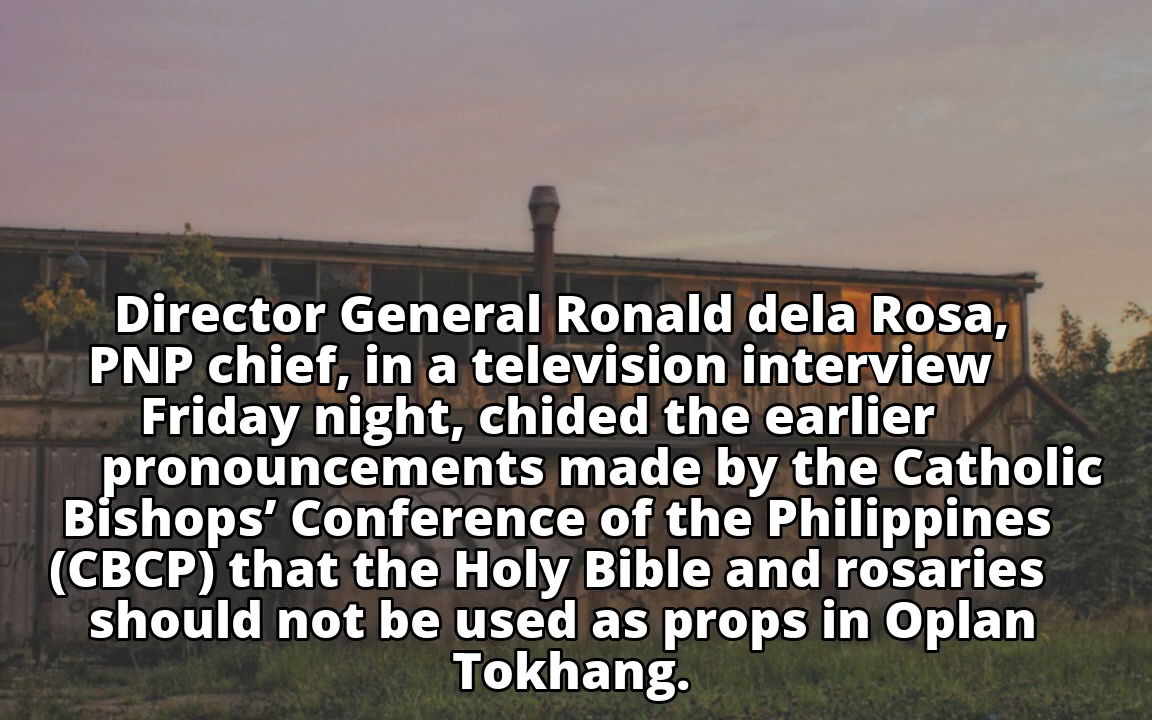 Director General Ronald dela Rosa,
PNP chief, in a television interview
Friday night, chided the earlier
pronouncements made by the Catholic
Bishops’ Conference of the Philippines
(CBCP) that the Holy Bible and rosaries
should not be used as props in Oplan
Tokhang.